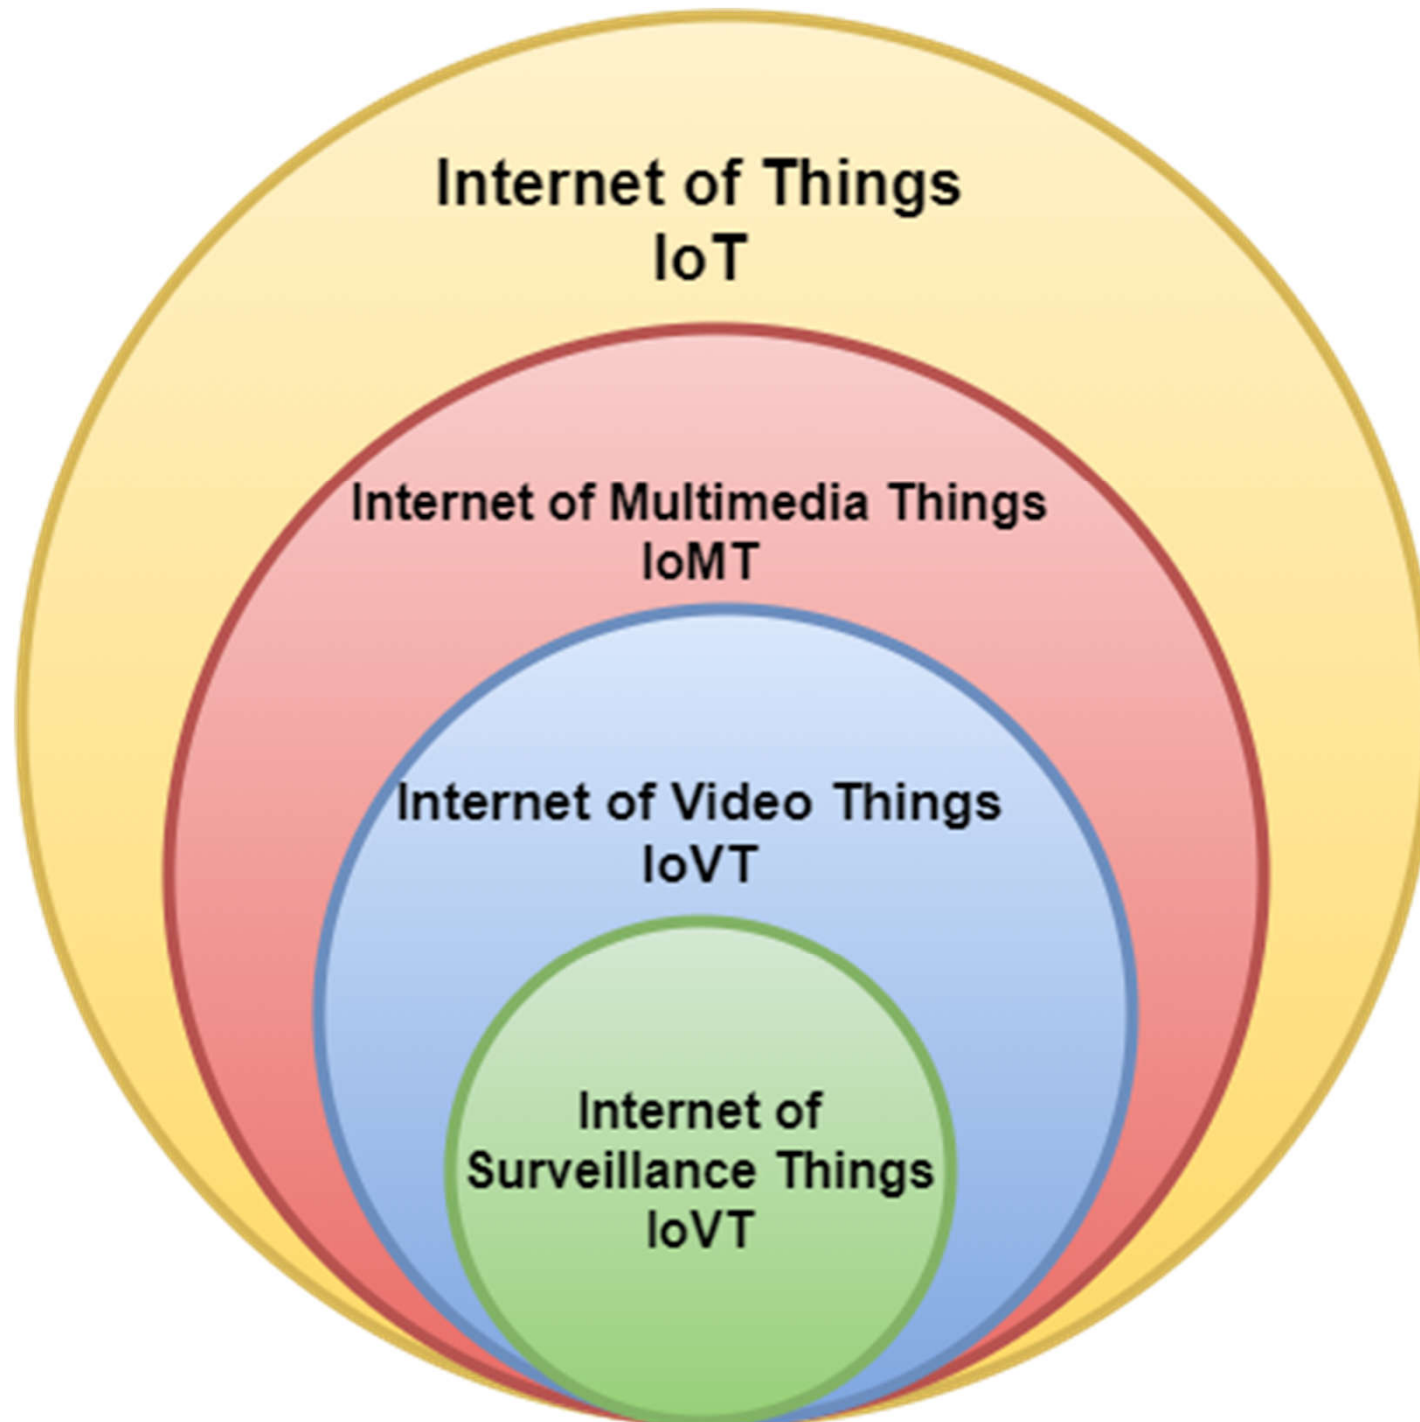 Internet of Things
IoT
Internet of Multimedia Things
IoMT
Internet of Video Things
IoVT
Internet of
Surveillance Things
IoVT